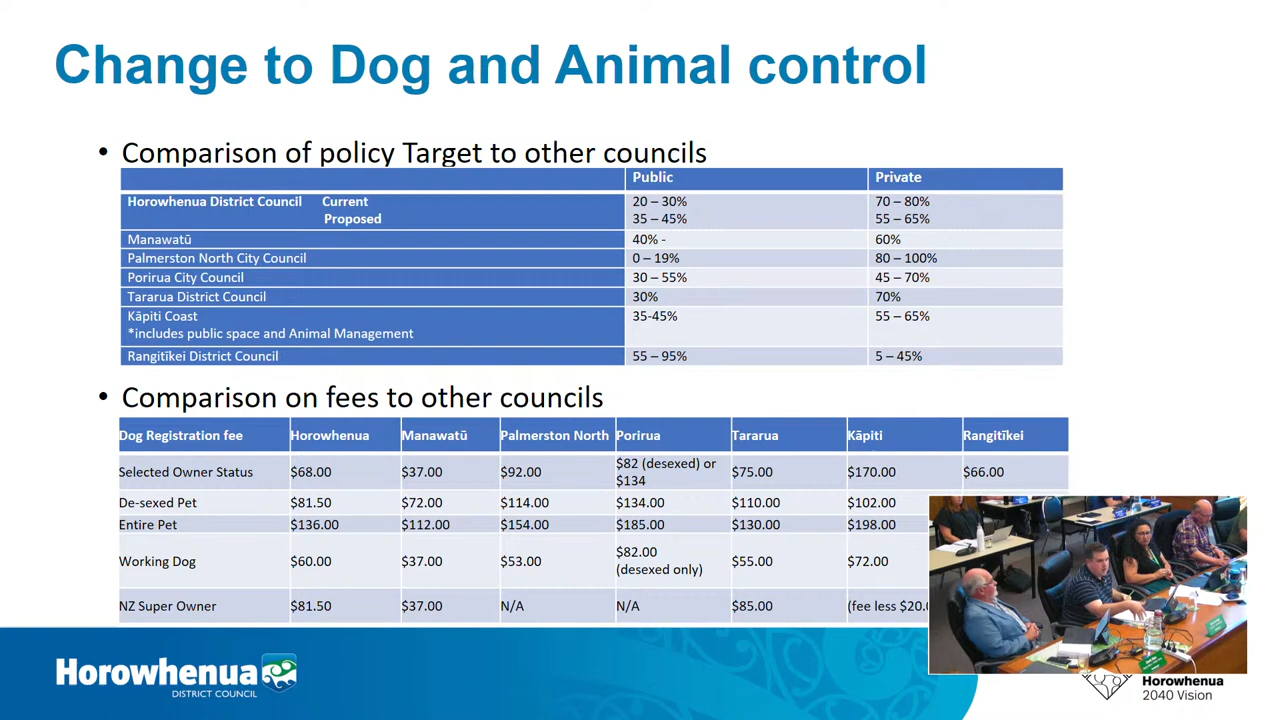 Change to Dog and Animal control
• Comparison of policy Target to other councils
Public Private
Horowhenua District Council Current 20 – 30% 70 – 80%
Proposed 35 – 45% 55 – 65%
Manawatū 40% - 60%
Palmerston North City Council 0 – 19% 80 – 100%
Porirua City Council 30 – 55% 45 – 70%
Tararua District Council 30% 70%
Kāpiti Coast 35-45% 55 – 65%
*includes public space and Animal Management
Rangitīkei District Council 55 – 95% 5 – 45%
• Comparison on fees to other councils
Dog Registration fee Horowhenua Manawatū Palmerston North Porirua Tararua Kāpiti Rangitīkei
Selected Owner Status $68.00 $37.00 $92.00 $82 (desexed) or $75.00 $170.00 $66.00
$134
De-sexed Pet $81.50 $72.00 $114.00 $134.00 $110.00 $102.00
Entire Pet $136.00 $112.00 $154.00 $185.00 $130.00 $198.00
Working Dog $60.00 $37.00 $53.00 $82.00 $55.00 $72.00
(desexed only)
NZ Super Owner $81.50 $37.00 N/A N/A $85.00 (fee less
Horowhenua
DISTRICT COUNCIL
Horowhenua
2040 Vision